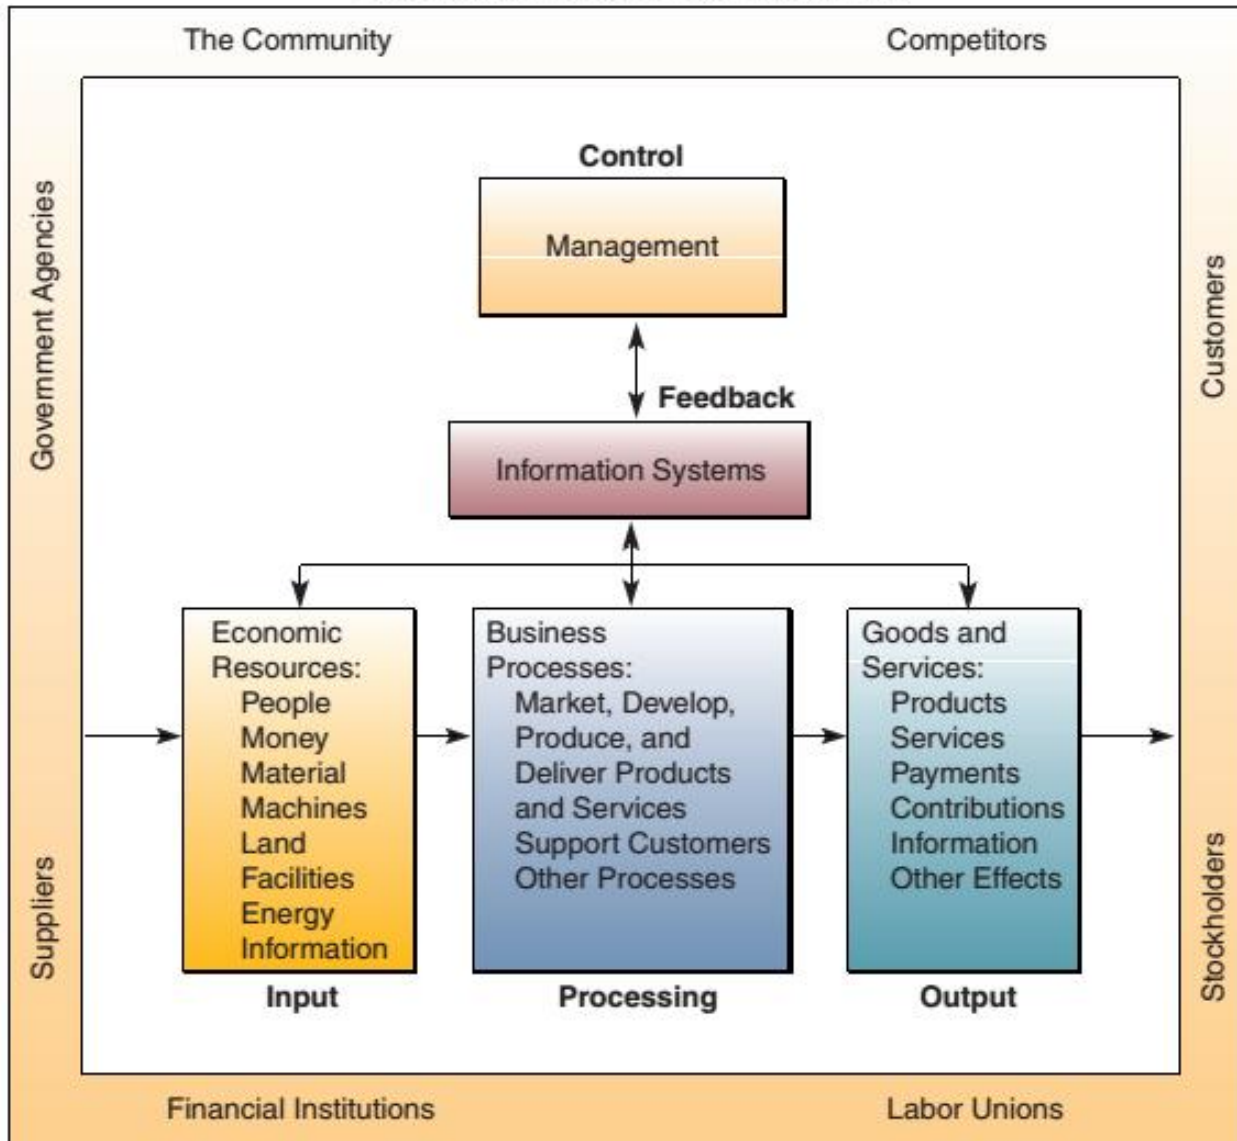 The Community
Competitors
Government Agencies
Suppliers
Control
Management
Feedback
Information Systems
Economic
Resources:
People
Money
Material
Machines
Land
Facilities
Energy
Information
Input
Business
Processes:
Market, Develop,
Produce, and
Deliver Products
and Services
Support Customers
Other Processes
Processing
Goods and
Services:
Products
Services
Payments
Contributions
Information
Other Effects
Output
Customers
Stockholders
Financial Institutions
Labor Unions